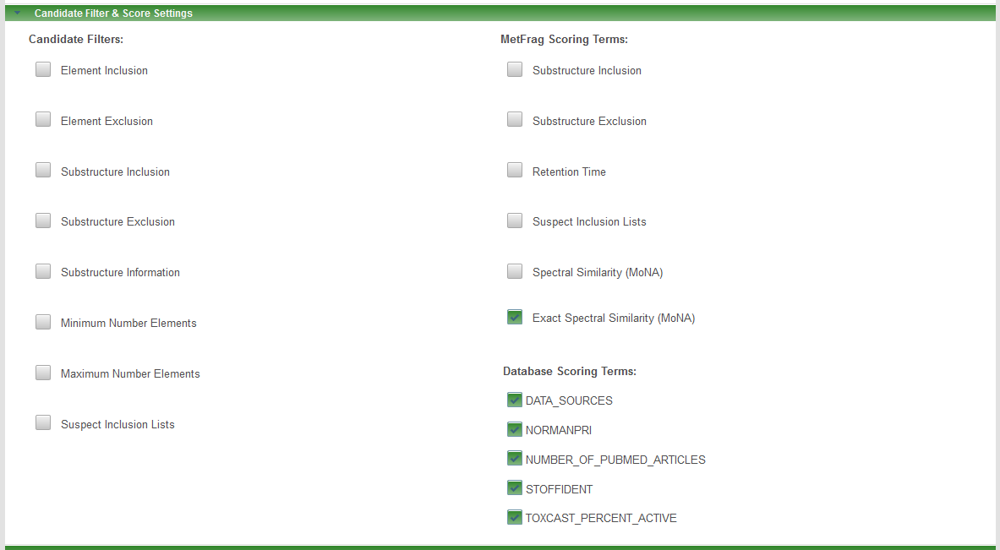 Candidate Filter & Score Settings
Candidate Filters:
Element Inclusion
Element Exclusion
Substructure Inclusion
Substructure Exclusion
Substructure Information
Minimum Number Elements
Maximum Number Elements
Suspect Inclusion Lists
MetFrag Scoring Terms:
Substructure Inclusion
Substructure Exclusion
Retention Time
Suspect Inclusion Lists
Spectral Similarity (MoNA)
Exact Spectral Similarity (MoNA)
Database Scoring Terms:
DATA_SOURCES
NORMANPRI
NUMBER_OF_PUBMED_ARTICLES
STOFFIDENT
TOXCAST_PERCENT_ACTIVE